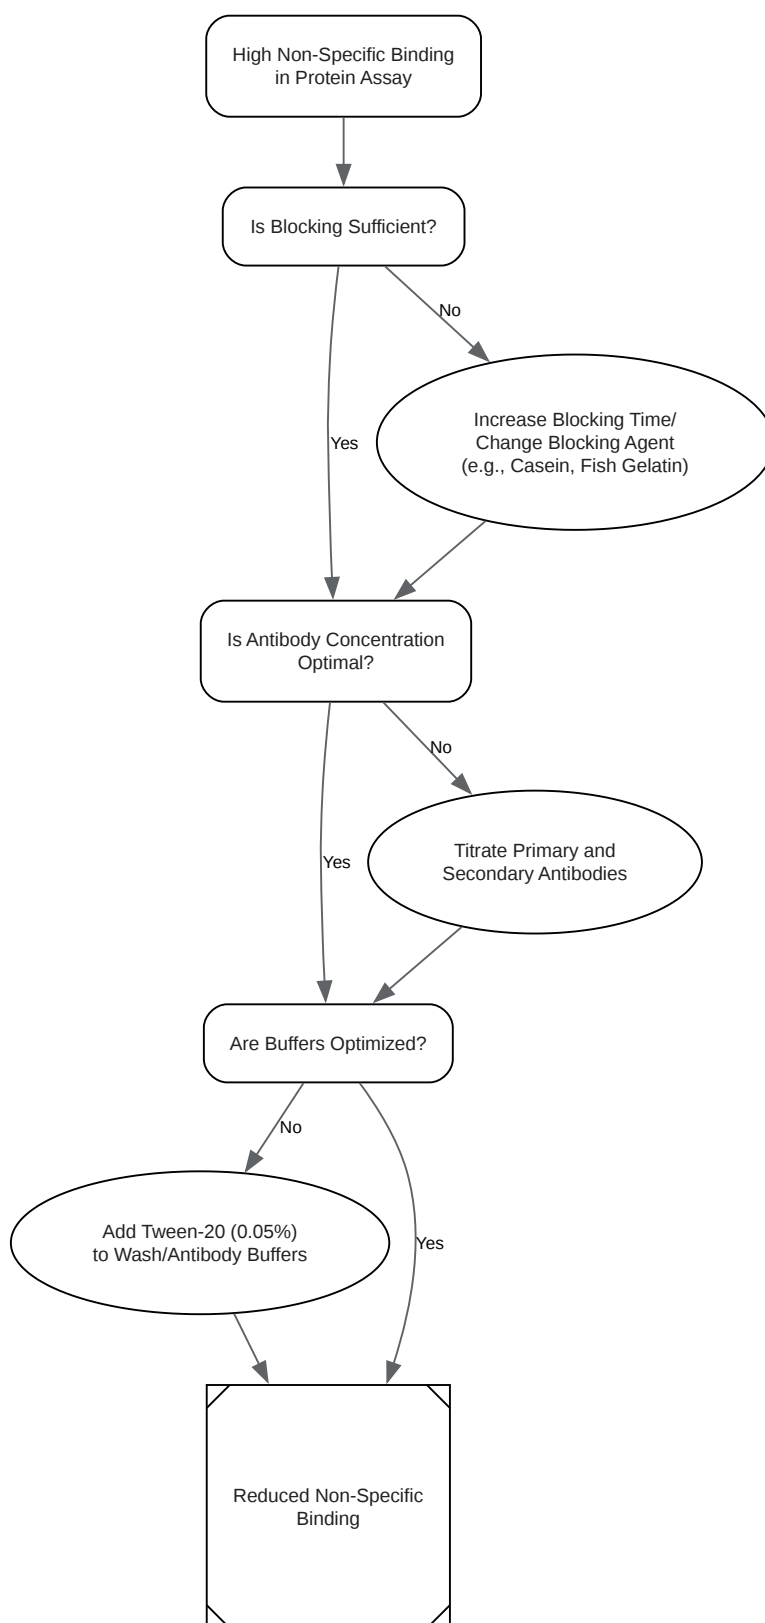 High Non-Specific Binding
in Protein Assay
Is Blocking Sufficient?
No
Increase Blocking Time/
Change Blocking Agent
(e.g., Casein, Fish Gelatin)
Yes
Is Antibody Concentration
Optimal?
No
Titrate Primary and
Secondary Antibodies
Yes
Are Buffers Optimized?
No
Add Tween-20 (0.05%)
to Wash/Antibody Buffers
Yes
Reduced Non-Specific
Binding